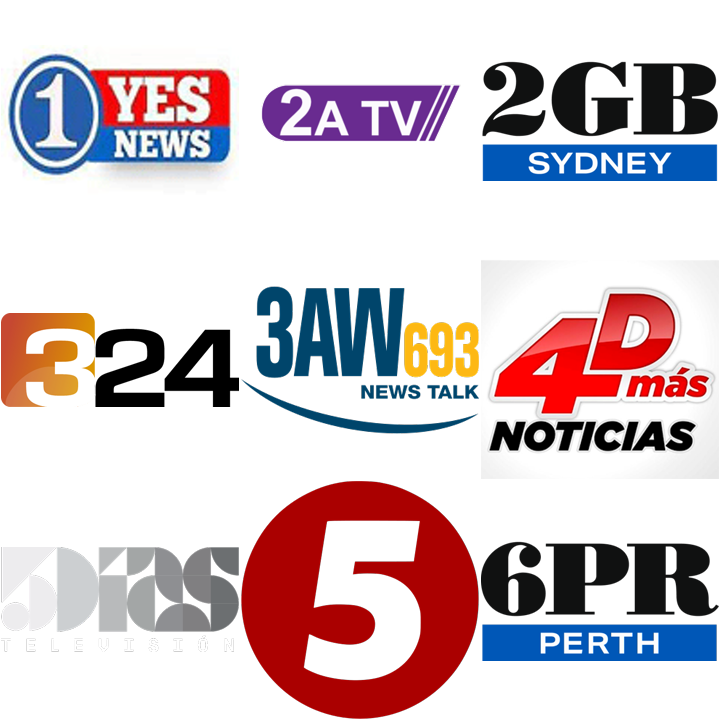 1 YES
NEWS
2A TV
2GB
SYDNEY
324
3AW693
NEWS TALK
4D
más
NOTICIAS
5Días
TELEVISIÓN
5
6PR
PERTH